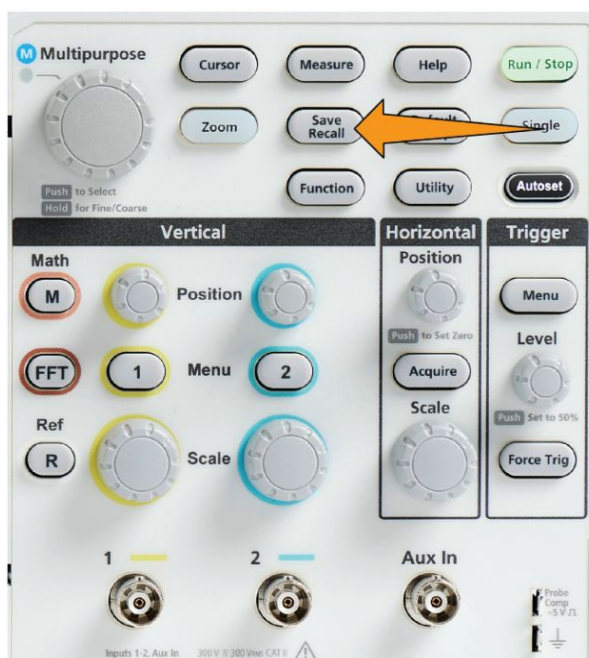 M Multipurpose
Cursor
Measure
Help
Run / Stop
Zoom
Save
Recall
Default
Single
Push to Select
Hold for Fine/Coarse
Function
Utility
Autoset
Vertical
Horizontal
Trigger
Math
M
Position
Position
Push to Set Zero
Menu
Level
FFT
1
Menu
2
Acquire
Push Set to 50%
Ref
R
Scale
Scale
Force Trig
1
2
Aux In
Probe
Comp
~5 V
Inputs 1-2, Aux In
300 V
CAT II